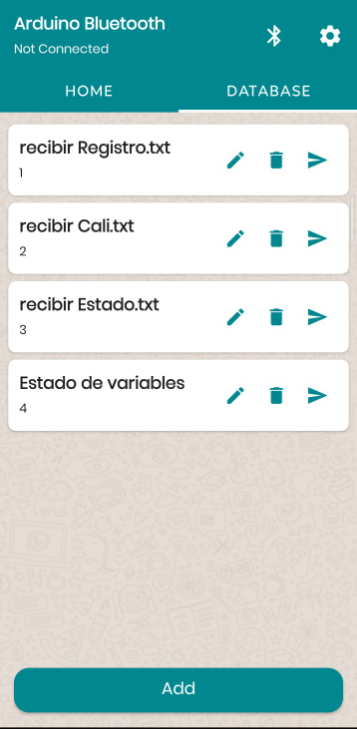 Arduino Bluetooth
Not Connected
HOME DATABASE
recibir Registro.txt
1
recibir Cali.txt
2
recibir Estado.txt
3
Estado de variables
4
Add